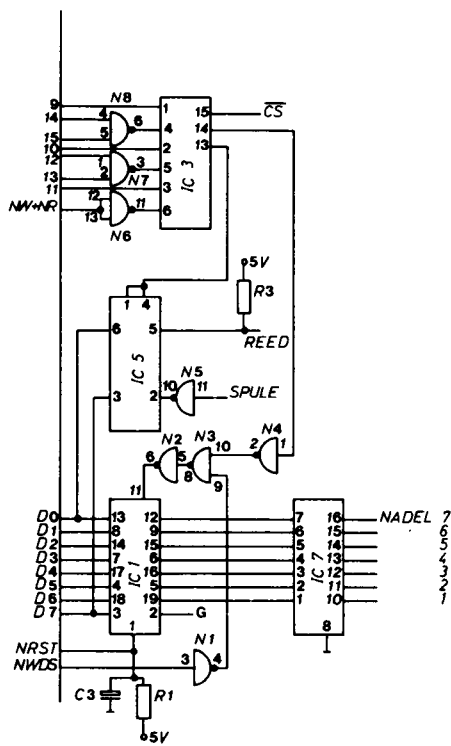 N8
9 1 15 CS
14 4 6 4 14
15 5 13
10 2
12 1 3 5
13 2 N7
11 3
NW+NR 12 11 6
13
N6
IC 3
5V
1 4
R3
6 5
REED
IC 5
N5
3 2 10 11 SPULE
N2 N3 10 N4
6 5 8 9 2 1
11
D0 13 12 7 16 NADEL 7
D1 8 9 6 15 6
D2 14 15 5 14 5
D3 7 6 4 13 4
D4 17 16 3 12 3
D5 4 5 2 11 2
D6 18 19 1 10 1
D7 3 2 G
IC 1
IC 7
1 8
NRST
N1
NWDS 3 4
C3 R1
5V